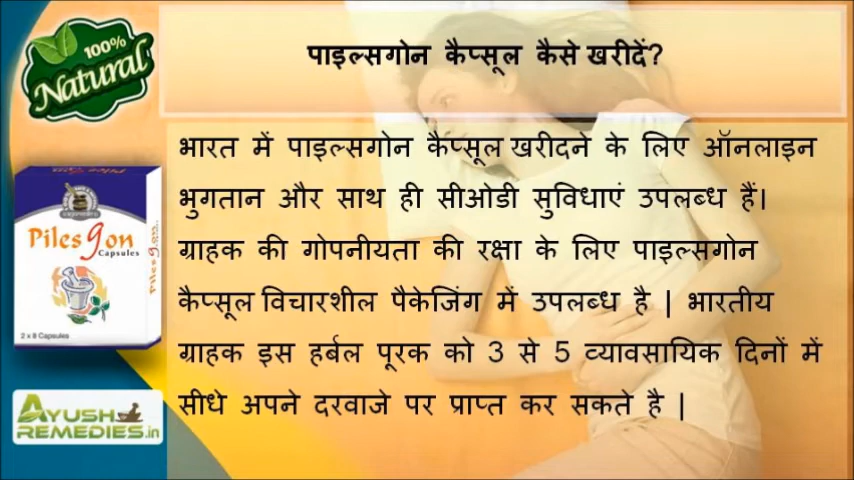 100%
Natural
पाइल्सगोन कैप्सूल कैसे खरीदें?
भारत में पाइल्सगोन कैप्सूल खरीदने के लिए ऑनलाइन
भुगतान और साथ ही सीओडी सुविधाएं उपलब्ध हैं।
ग्राहक की गोपनीयता की रक्षा के लिए पाइल्सगोन
कैप्सूल विचारशील पैकेजिंग में उपलब्ध है | भारतीय
ग्राहक इस हर्बल पूरक को 3 से 5 व्यावसायिक दिनों में
सीधे अपने दरवाजे पर प्राप्त कर सकते है |
Piles gon
Capsules
2 x 8 Capsules
AYUSH
REMEDIES.in